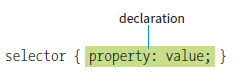 declaration
selector { property: value; }